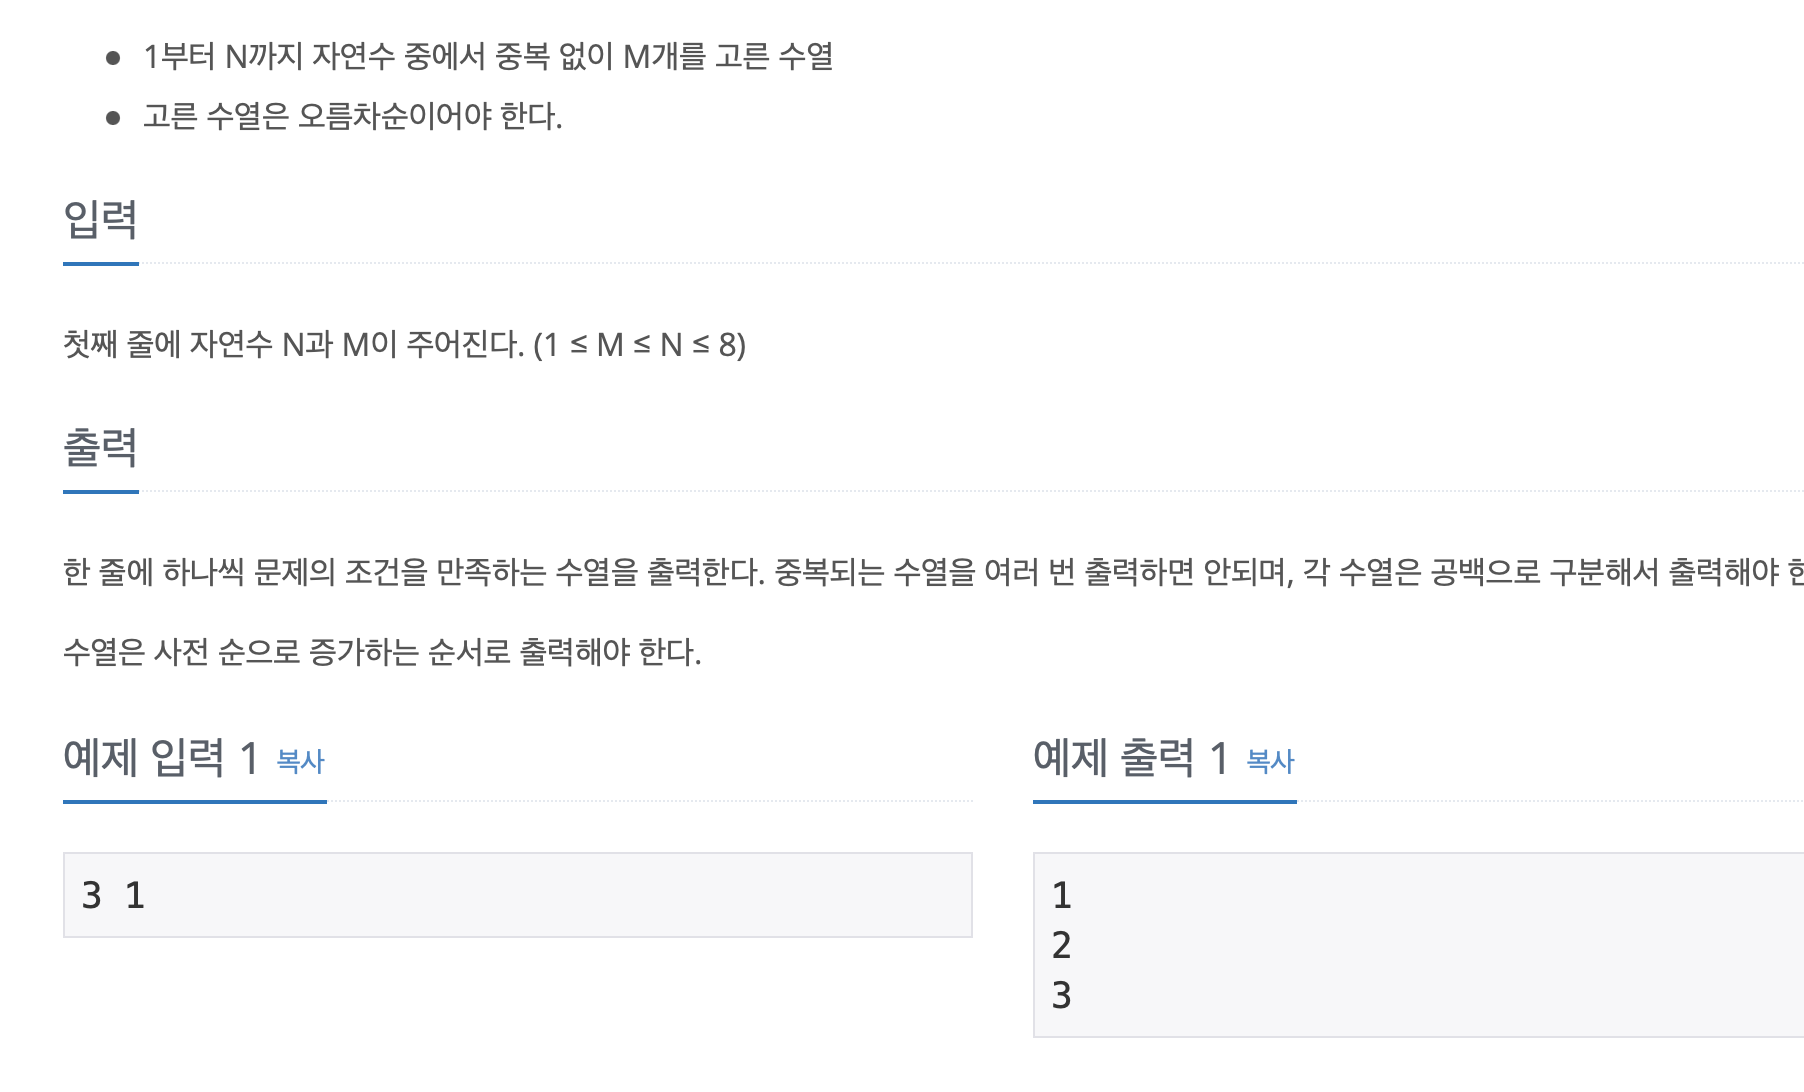 1부터 N까지 자연수 중에서 중복 없이 M개를 고른 수열
고른 수열은 오름차순이어야 한다.
입력
첫째 줄에 자연수 N과 M이 주어진다. (1 ≤ M ≤ N ≤ 8)
출력
한 줄에 하나씩 문제의 조건을 만족하는 수열을 출력한다. 중복되는 수열을 여러 번 출력하면 안되며, 각 수열은 공백으로 구분해서 출력해야
수열은 사전 순으로 증가하는 순서로 출력해야 한다.
예제 입력 1 복사
3 1
예제 출력 1 복사
1
2
3